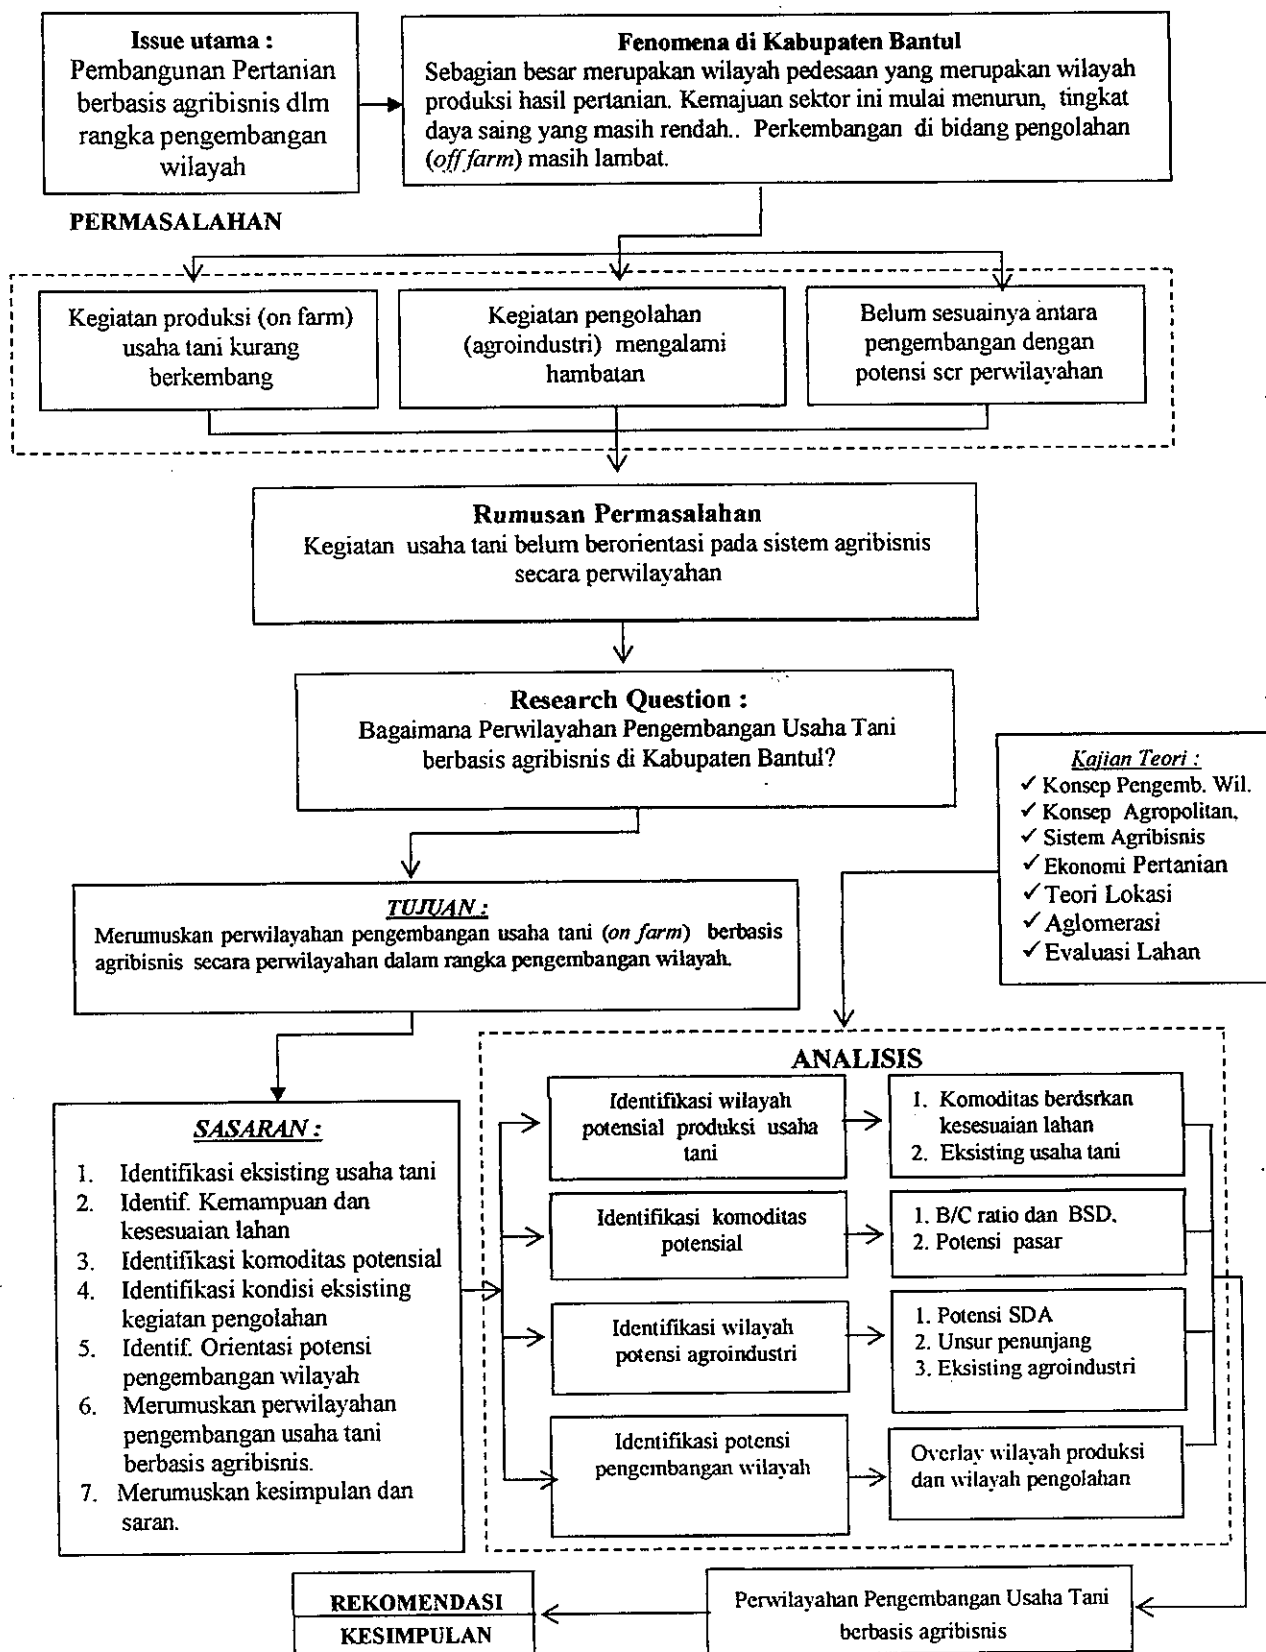 Issue utama :
Pembangunan Pertanian
berbasis agribisnis dlm
rangka pengembangan
wilayah
Fenomena di Kabupaten Bantul
Sebagian besar merupakan wilayah pedesaan yang merupakan wilayah
produksi hasil pertanian. Kemajuan sektor ini mulai menurun, tingkat
daya saing yang masih rendah.. Perkembangan di bidang pengolahan
(off farm) masih lambat.
PERMASALAHAN
Kegiatan produksi (on farm)
usaha tani kurang
berkembang
Kegiatan pengolahan
(agroindustri) mengalami
hambatan
Belum sesuainya antara
pengembangan dengan
potensi scr perwilayahan
Rumusan Permasalahan
Kegiatan usaha tani belum berorientasi pada sistem agribisnis
secara perwilayahan
Research Question :
Bagaimana Perwilayahan Pengembangan Usaha Tani
berbasis agribisnis di Kabupaten Bantul?
Kajian Teori :
✓ Konsep Pengemb. Wil.
✓ Konsep Agropolitan,
✓ Sistem Agribisnis
✓ Ekonomi Pertanian
✓ Teori Lokasi
✓ Aglomerasi
✓ Evaluasi Lahan
TUJUAN :
Merumuskan perwilayahan pengembangan usaha tani (on farm) berbasis
agribisnis secara perwilayahan dalam rangka pengembangan wilayah.
SASARAN :
1. Identifikasi eksisting usaha tani
2. Identif. Kemampuan dan
kesesuaian lahan
3. Identifikasi komoditas potensial
4. Identifikasi kondisi eksisting
kegiatan pengolahan
5. Identif. Orientasi potensi
pengembangan wilayah
6. Merumuskan perwilayahan
pengembangan usaha tani
berbasis agribisnis.
7. Merumuskan kesimpulan dan
saran.
ANALISIS
Identifikasi wilayah
potensial produksi usaha
tani
1. Komoditas berdsrkan
kesesuaian lahan
2. Eksisting usaha tani
Identifikasi komoditas
potensial
1. B/C ratio dan BSD,
2. Potensi pasar
Identifikasi wilayah
potensi agroindustri
1. Potensi SDA
2. Unsur penunjang
3. Eksisting agroindustri
Identifikasi potensi
pengembangan wilayah
Overlay wilayah produksi
dan wilayah pengolahan
REKOMENDASI
KESIMPULAN
Perwilayahan Pengembangan Usaha Tani
berbasis agribisnis